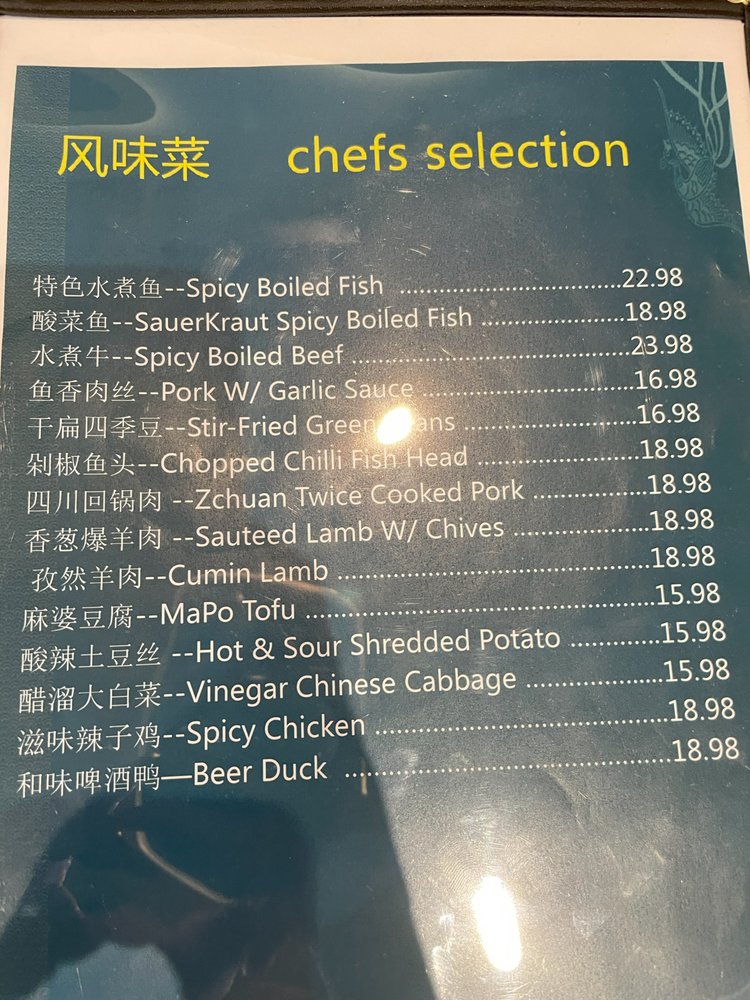 风味菜 chefs selection
特色水煮鱼--Spicy Boiled Fish ................................22.98
酸菜鱼--SauerKraut Spicy Boiled Fish .....................18.98
水煮牛--Spicy Boiled Beef ........................................23.98
鱼香肉丝--Pork W/ Garlic Sauce ..............................16.98
干扁四季豆--Stir-Fried Green ........................16.98
剁椒鱼头--Chopped Chilli Fish Head ........................18.98
四川回锅肉 --Zchuan Twice Cooked Pork ................18.98
香葱爆羊肉 --Sauteed Lamb W/ Chives ...................18.98
孜然羊肉--Cumin Lamb ............................................18.98
麻婆豆腐--MaPo Tofu .................................................15.98
酸辣土豆丝 --Hot & Sour Shredded Potato ............15.98
醋溜大白菜--Vinegar Chinese Cabbage ..................15.98
滋味辣子鸡--Spicy Chicken ......................................18.98
和味啤酒鸭—Beer Duck ..........................................18.98